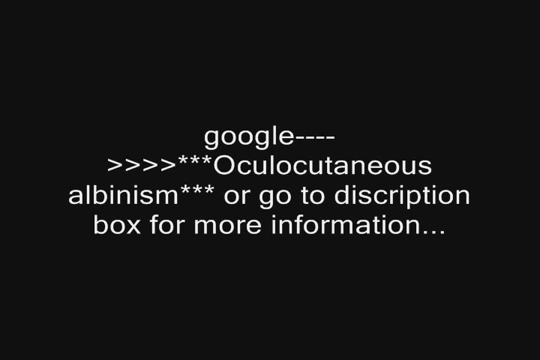 google----
>>>>***Oculocutaneous
albinism*** or go to discription
box for more information...